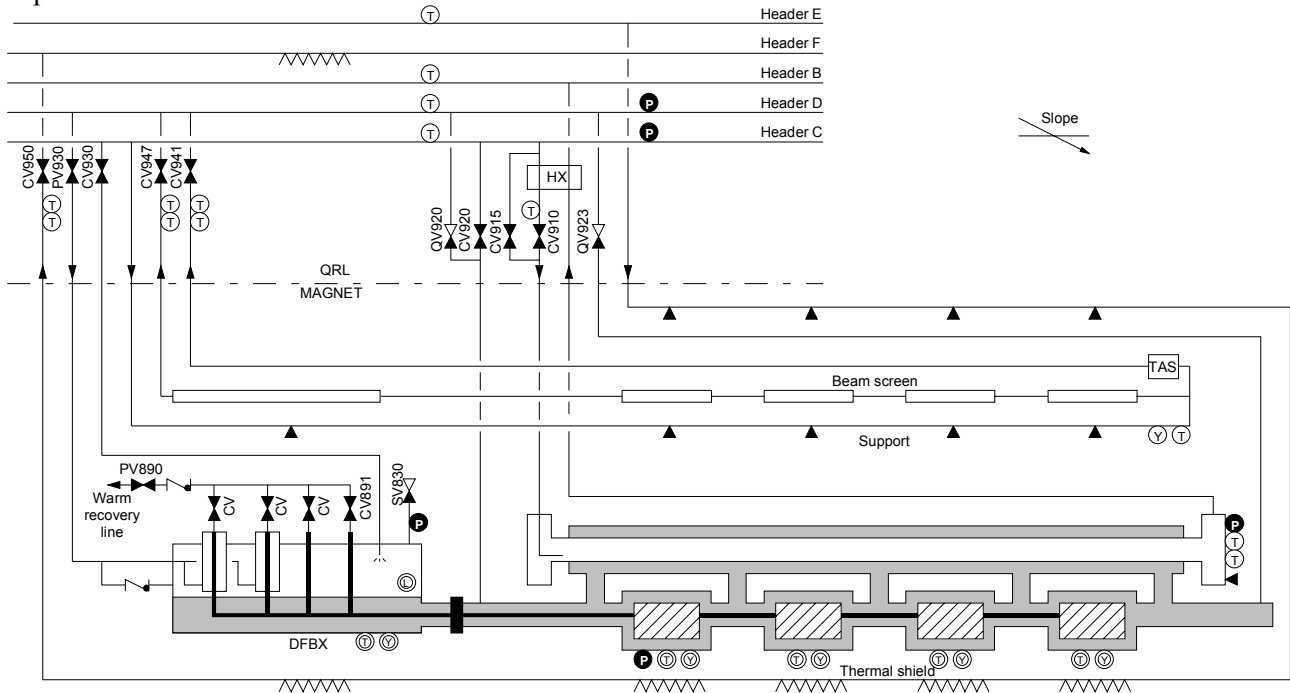 T
Header E
Header F
T
Header B
T
P
Header D
T
P
Header C
Slope
CV950
PV930
CV930
CV947
CV941
HX
T
T
T
T
T
T
T
QV920
CV920
CV915
CV910
QV923
QRL
MAGNET
TAS
Beam screen
Support
Y
T
PV890
Warm
recovery
line
CV
CV
CV
CV891
SV830
P
P
T
T
L
DFBX
T
Y
P
T
Y
T
Y
T
Y
T
Y
Thermal shield